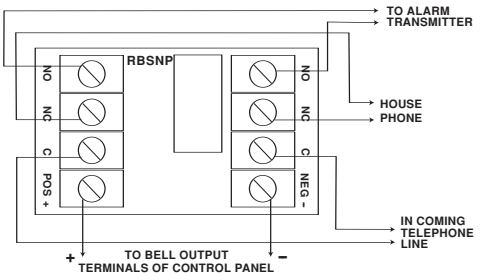 TO ALARM
TRANSMITTER
RBSNP
NO
NO
NC
NC
HOUSE
PHONE
C
C
POS +
NEG –
IN COMING
TELEPHONE
LINE
+ TO BELL OUTPUT –
TERMINALS OF CONTROL PANEL